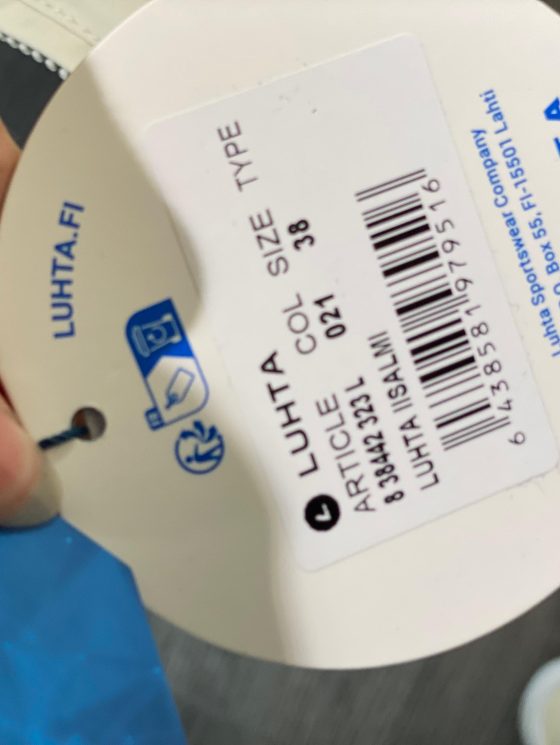 LUHTA.FI
LUHTA
ARTICLE COL SIZE TYPE
8 38442 323 L 021 38
LUHTA IISALMI
6 438581 979516
Luhta Sportswear Company
Box 55, FI-15501 Lahti